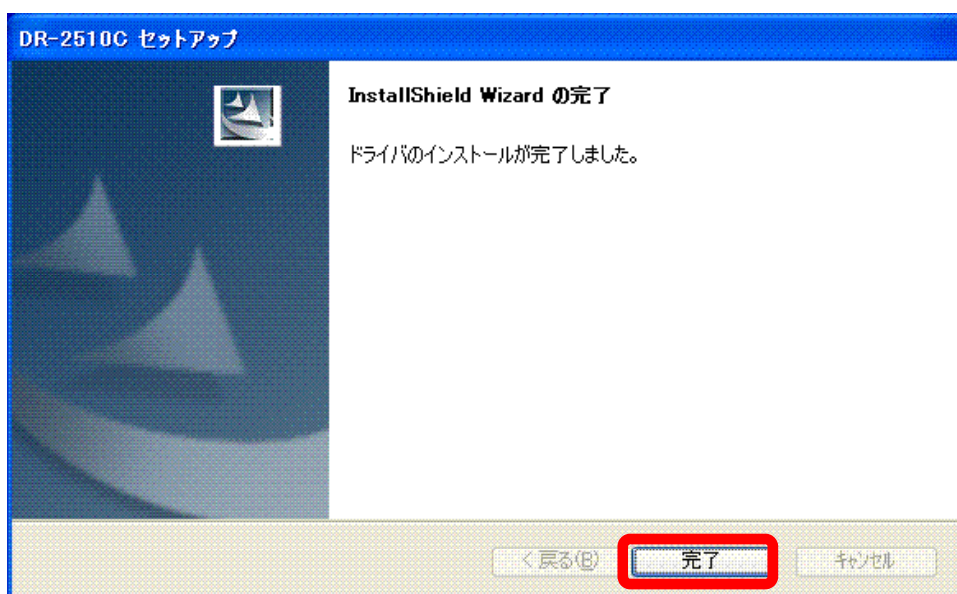 DR-2510C セットアップ
InstallShield Wizard の完了
ドライバのインストールが完了しました。
< 戻る(B)
完了
キャンセル